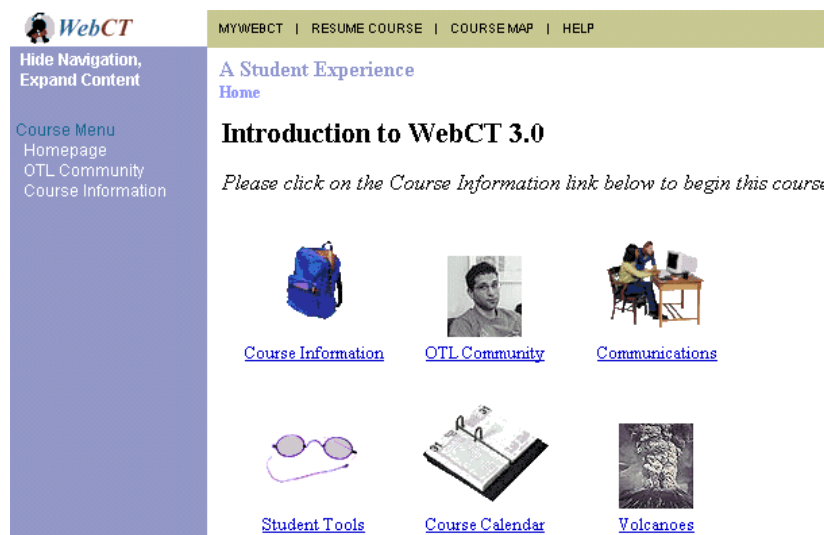 WebCT
MYWEBCT | RESUME COURSE | COURSE MAP | HELP
Hide Navigation,
Expand Content
A Student Experience
Home
Course Menu
Homepage
OTL Community
Course Information
Introduction to WebCT 3.0
Please click on the Course Information link below to begin this course
Course Information
OTL Community
Communications
31
31
Student Tools
Course Calendar
Volcanoes